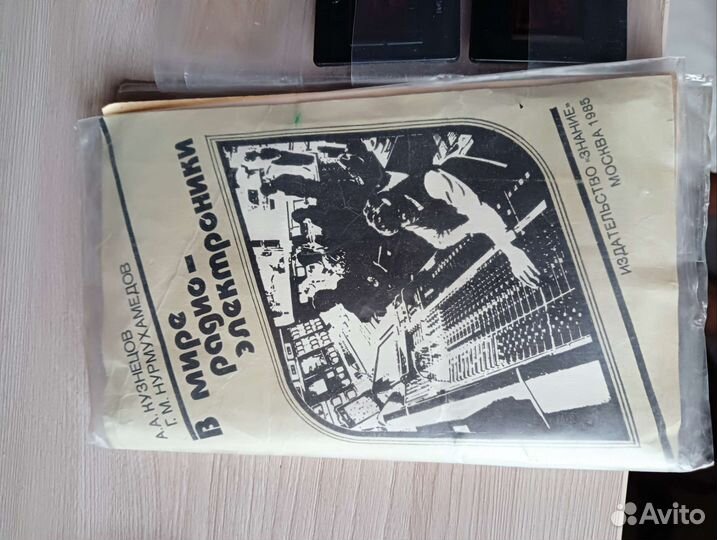 А.А. КУЗНЕЦОВ
Г.М. НУРМУХАМЕДОВ
В МИРЕ
РАДИО-
ЭЛЕКТРОНИКИ
ИЗДАТЕЛЬСТВО «ЗНАНИЕ»
МОСКВА 1985
Avito